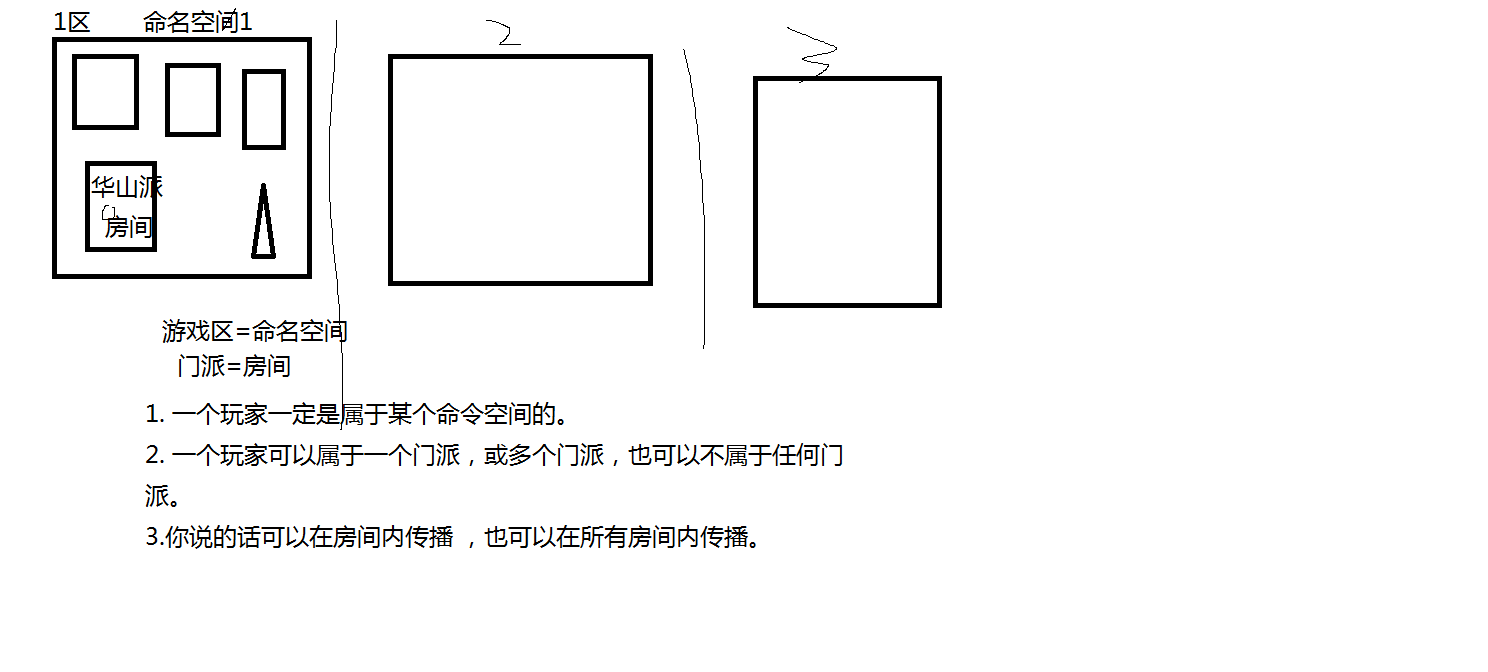 1区 命名空间1
2
3
华山派
房间
游戏区=命名空间
门派=房间
1. 一个玩家一定是属于某个命令空间的。
2. 一个玩家可以属于一个门派，或多个门派，也可以不属于任何门
派。
3.你说的话可以在房间内传播 ，也可以在所有房间内传播。